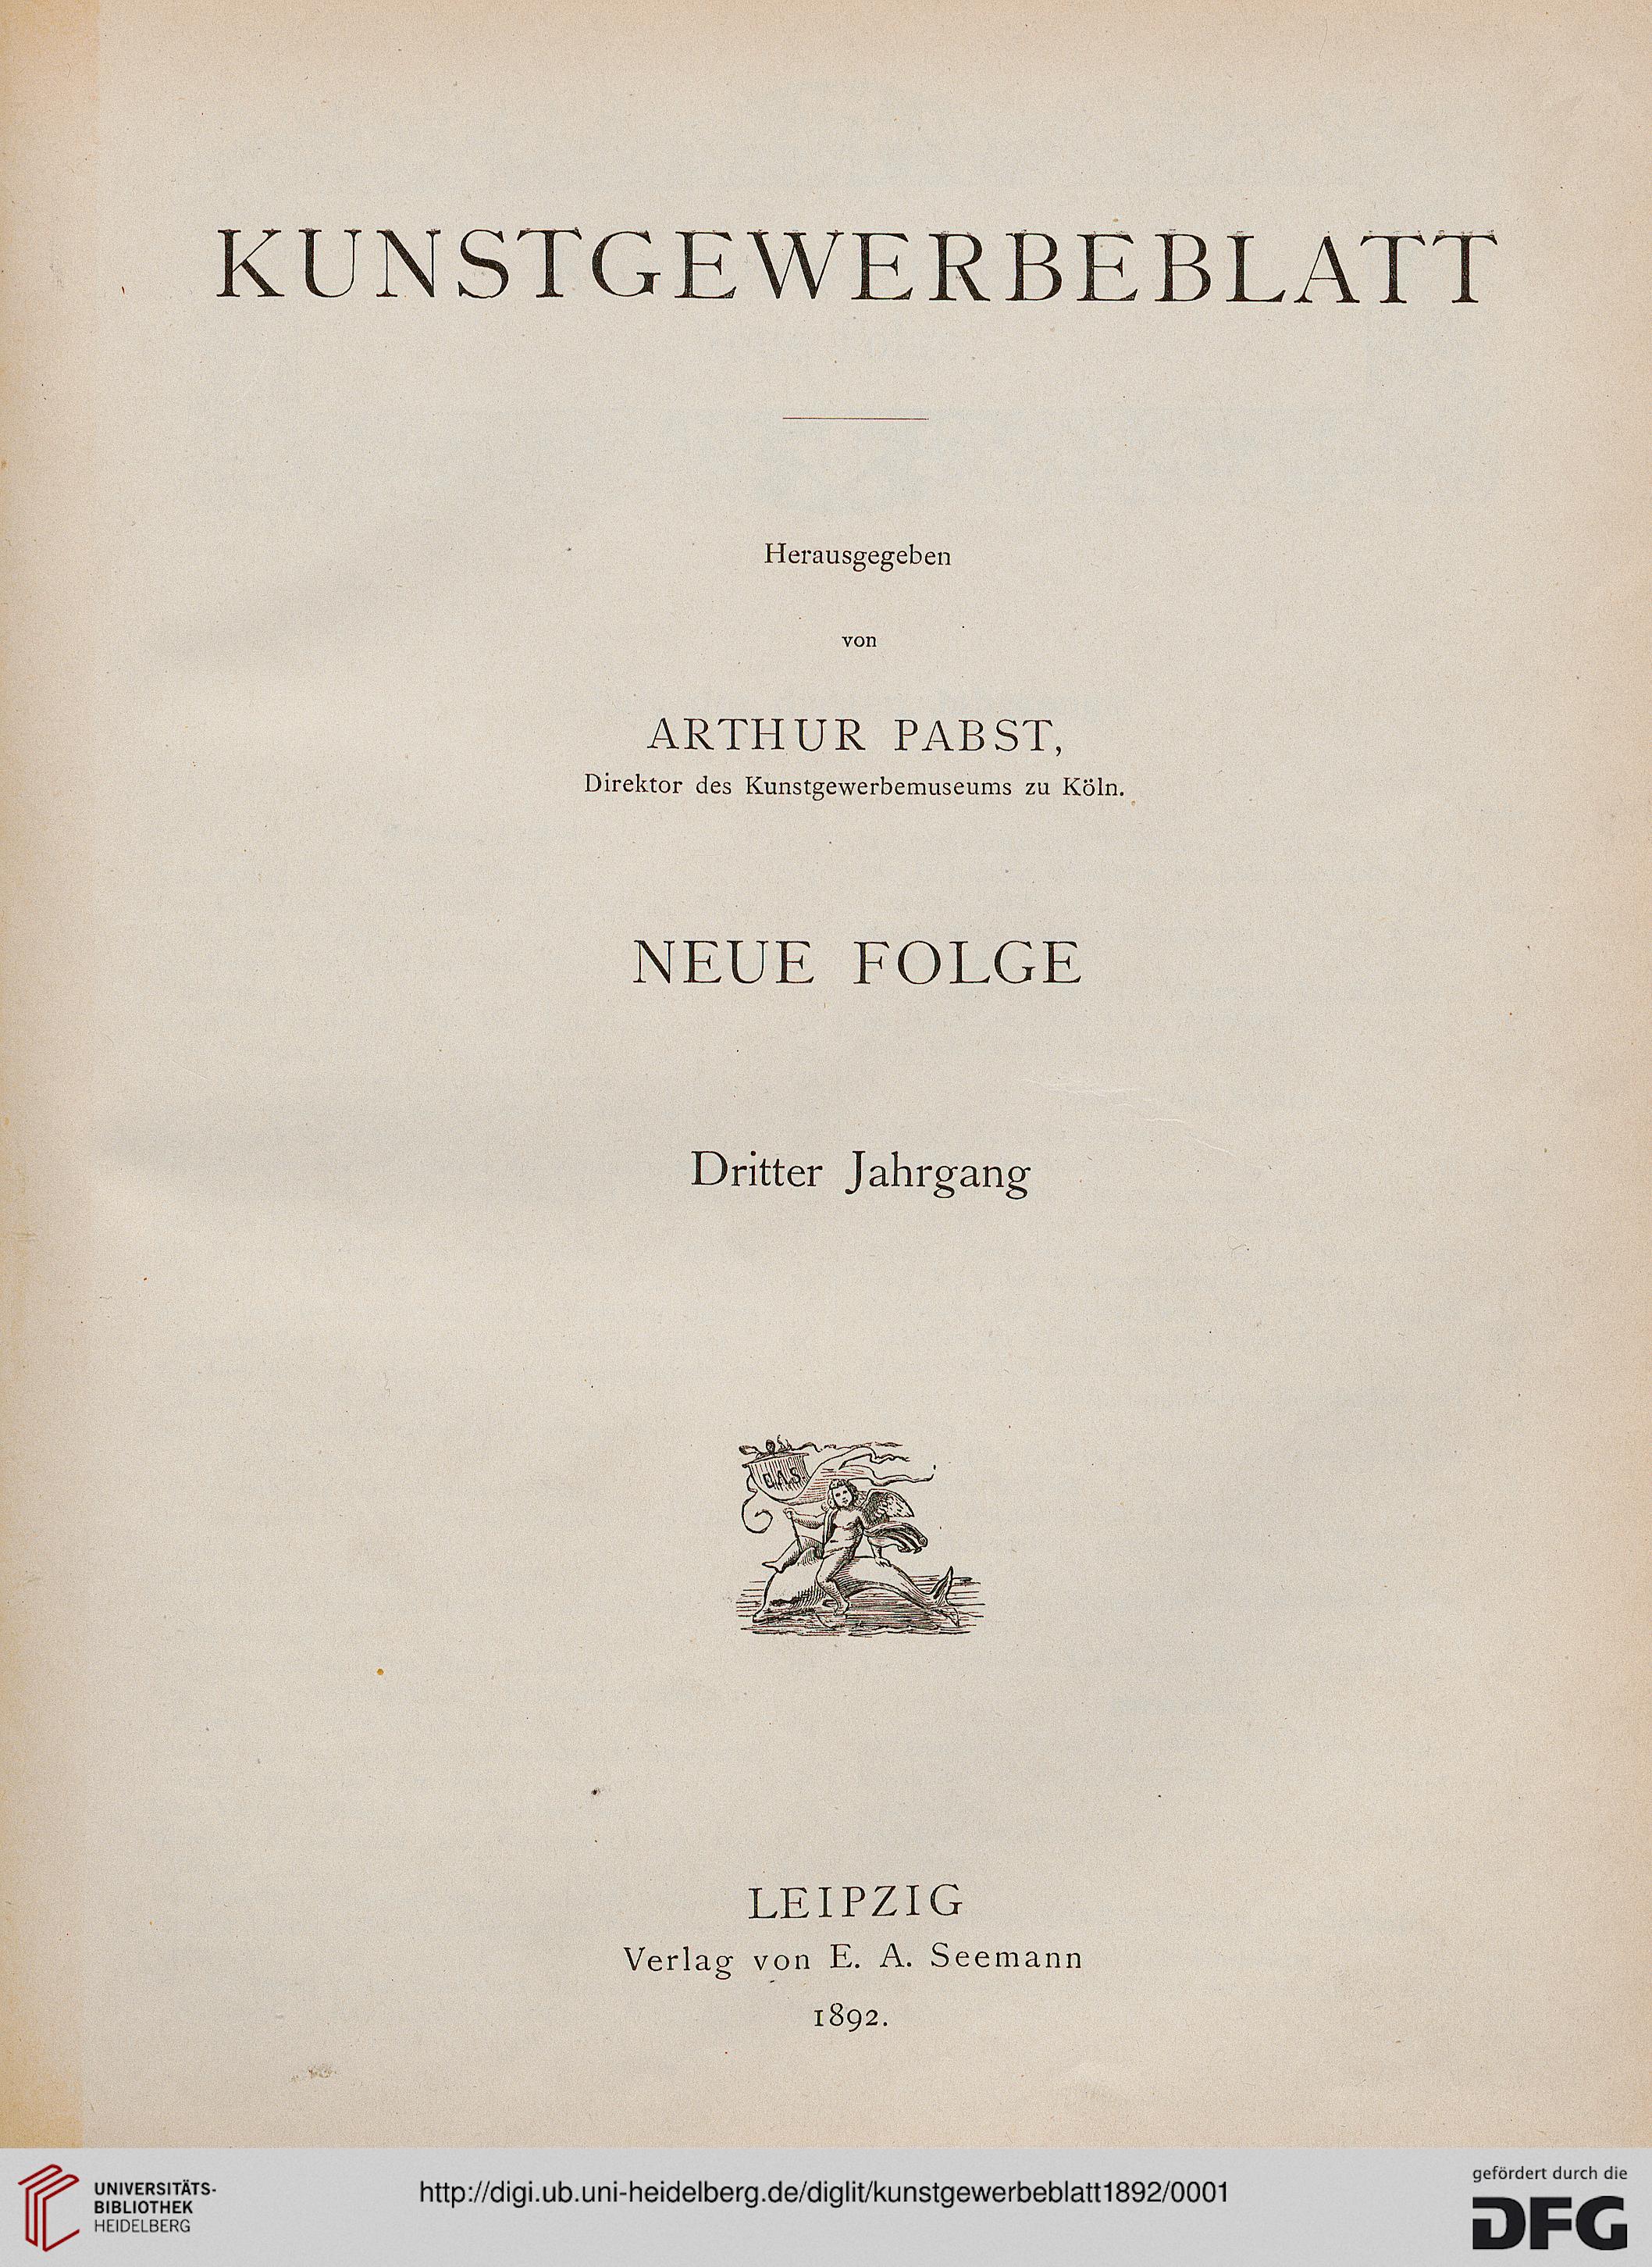 KUNSTGEWERBEBLATT
Herausgegeben
von
ARTHUR PABST,
Direktor des Kunstgewerbemuseums zu Köln.
NEUE FOLGE
Dritter Jahrgang
E.A.S.
LEIPZIG
Verlag von E. A. Seemann
1892.
UNIVERSITÄTS-
BIBLIOTHEK
HEIDELBERG
http://digi.ub.uni-heidelberg.de/diglit/kunstgewerbeblatt1892/0001
gefördert durch die
DFG